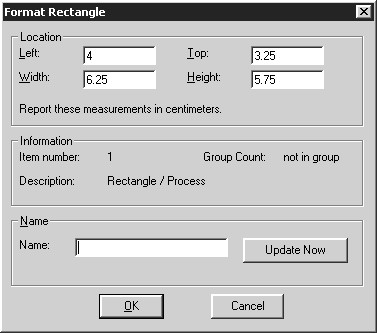 Format Rectangle
Location
Left: 4 Top: 3.25
Width: 6.25 Height: 5.75
Report these measurements in centimeters.
Information
Item number: 1 Group Count: not in group
Description: Rectangle / Process
Name
Name: Update Now
OK Cancel